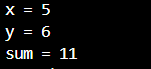 x = 5
y = 6
sum = 11